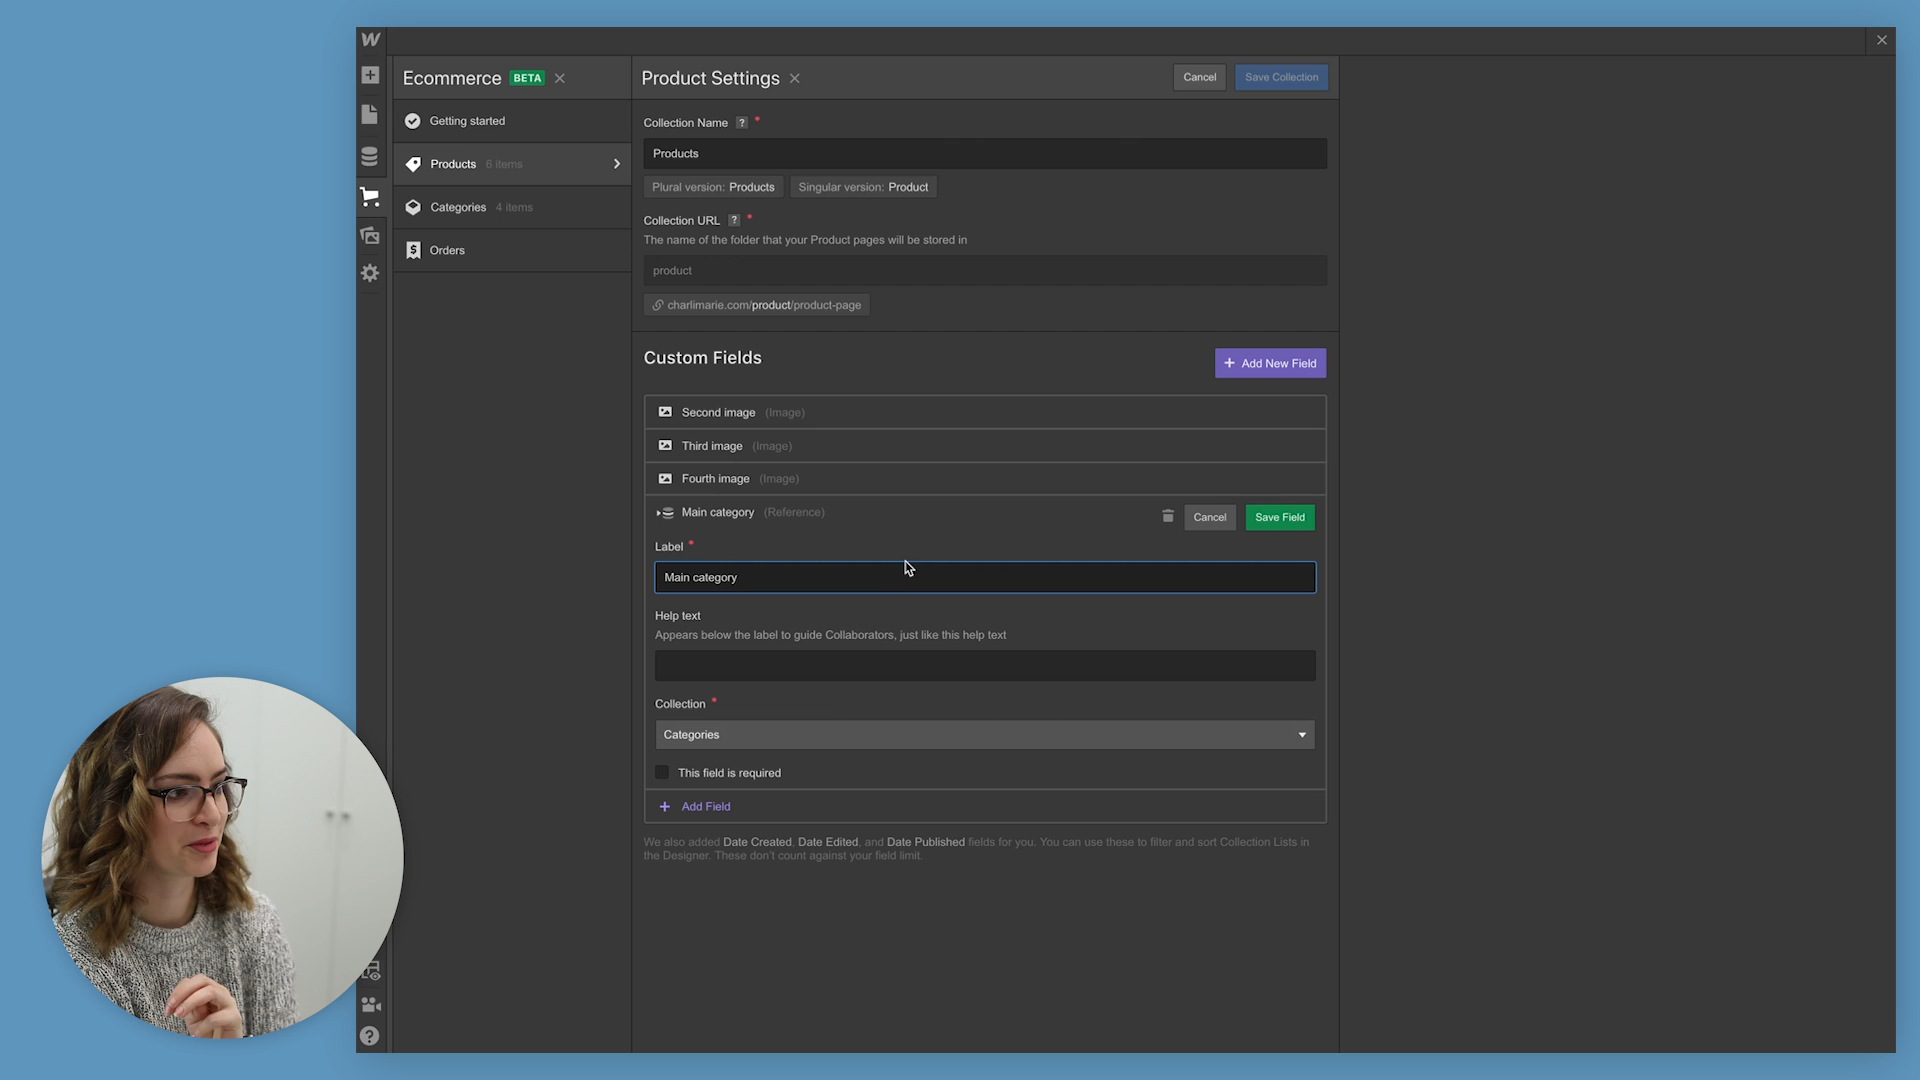 W
Ecommerce BETA
Product Settings
Cancel
Save Collection
Getting started
Products 6 items
Categories 4 items
Orders
Collection Name ? *
Products
Plural version: Products
Singular version: Product
Collection URL ? *
The name of the folder that your Product pages will be stored in
product
charlimarie.com/product/product-page
Custom Fields
+ Add New Field
Second image (Image)
Third image (Image)
Fourth image (Image)
Main category (Reference)
Cancel
Save Field
Label *
Main category
Help text
Appears below the label to guide Collaborators, just like this help text
Collection *
Categories
This field is required
+ Add Field
We also added Date Created, Date Edited, and Date Published fields for you. You can use these to filter and sort Collection Lists in
the Designer. These don't count against your field limit.